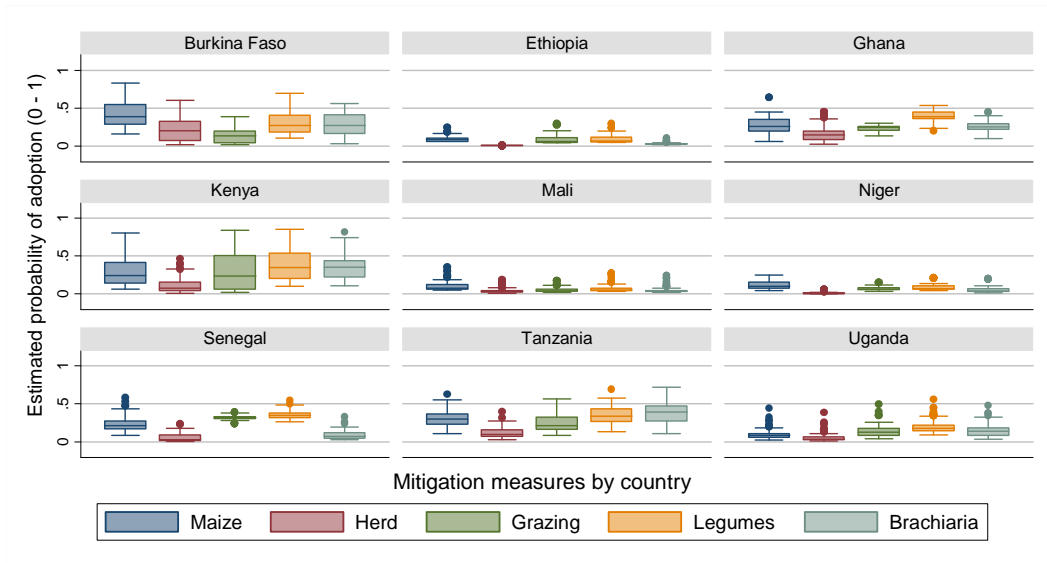 Burkina Faso Ethiopia Ghana
1 .5 0
Kenya Mali Niger
1 .5 0
Senegal Tanzania Uganda
1 .5 0
Estimated probability of adoption (0 - 1)
Mitigation measures by country
Maize Herd Grazing Legumes Brachiaria